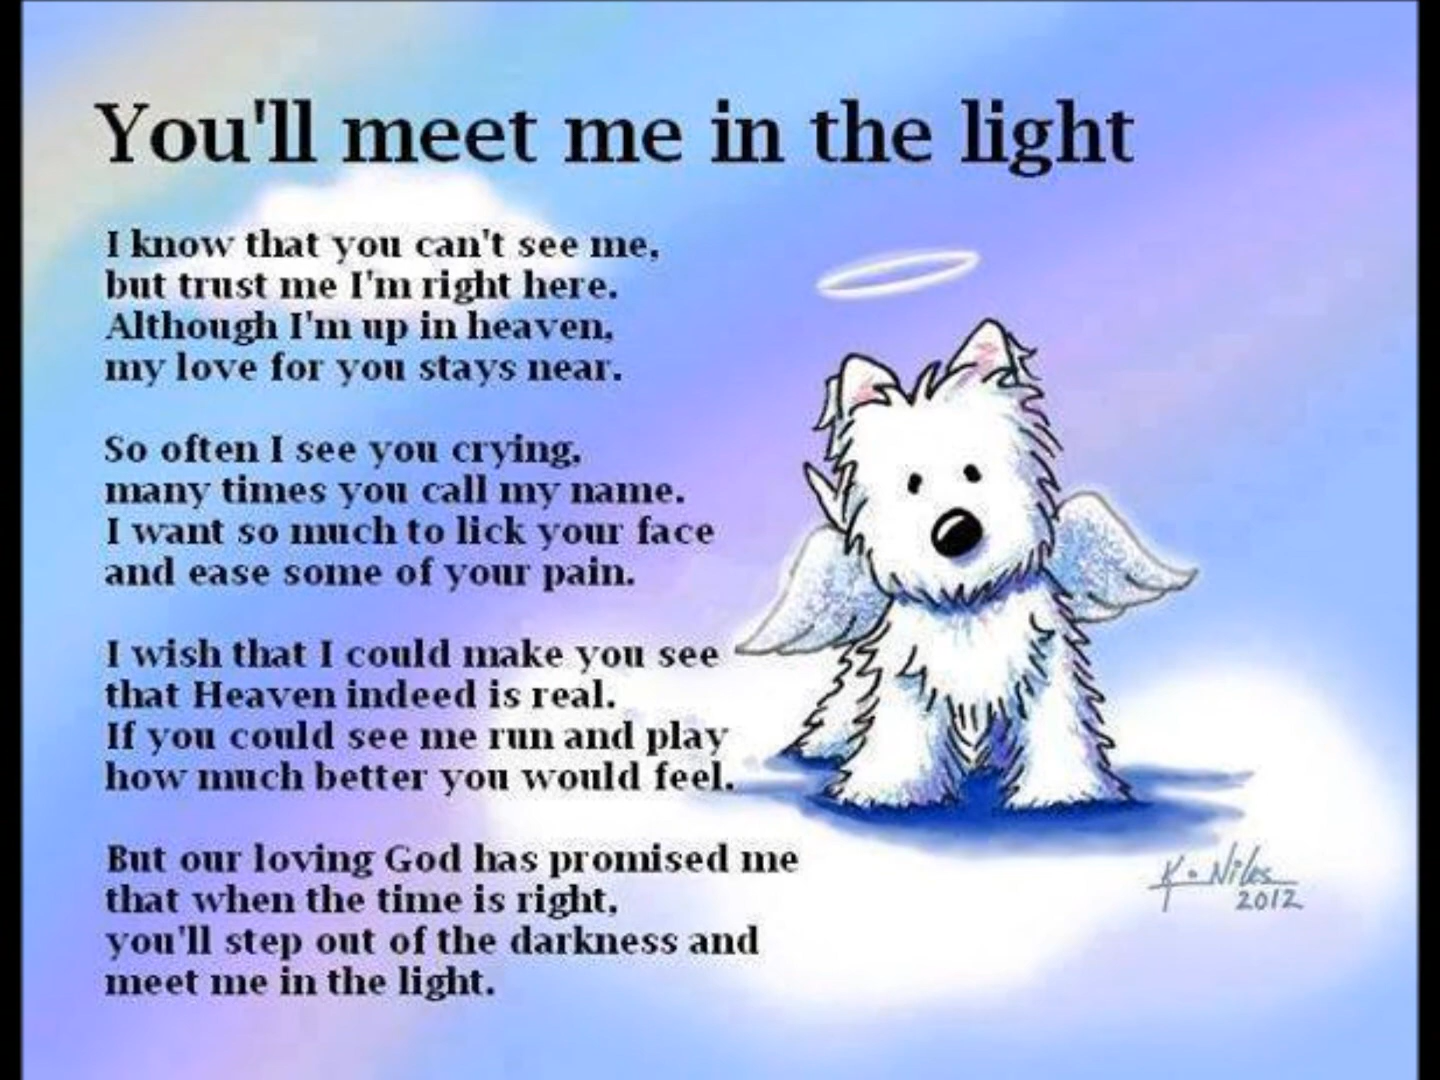 You'll meet me in the light
I know that you can't see me,
but trust me I'm right here.
Although I'm up in heaven,
my love for you stays near.
So often I see you crying,
many times you call my name.
I want so much to lick your face
and ease some of your pain.
I wish that I could make you see
that Heaven indeed is real.
If you could see me run and play
how much better you would feel.
But our loving God has promised me
that when the time is right,
you'll step out of the darkness and
meet me in the light.
K. Niles
2012